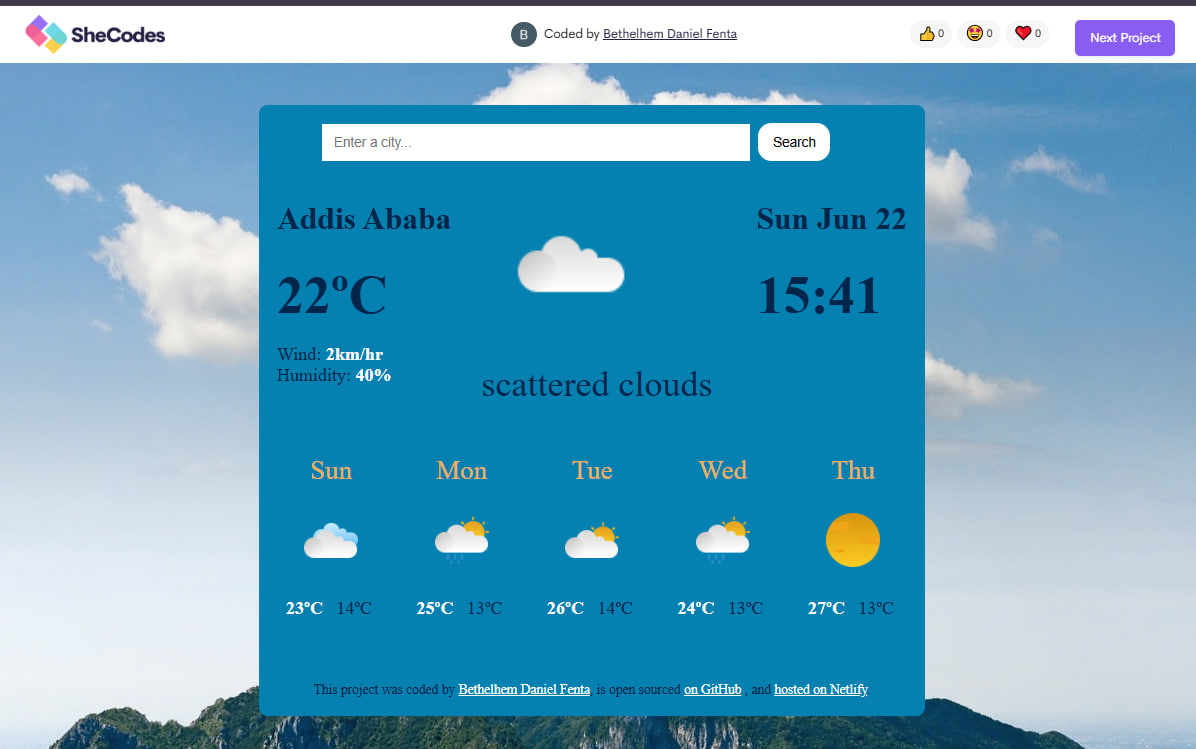 SheCodes
B Coded by Bethelhem Daniel Fenta
👍 0 🤩 0 ❤️ 0
Next Project
Enter a city...
Search
Addis Ababa
Sun Jun 22
22°C
15:41
Wind: 2km/hr
Humidity: 40%
scattered clouds
Sun Mon Tue Wed Thu
23°C 14°C 25°C 13°C 26°C 14°C 24°C 13°C 27°C 13°C
This project was coded by Bethelhem Daniel Fenta, is open sourced on GitHub , and hosted on Netlify.